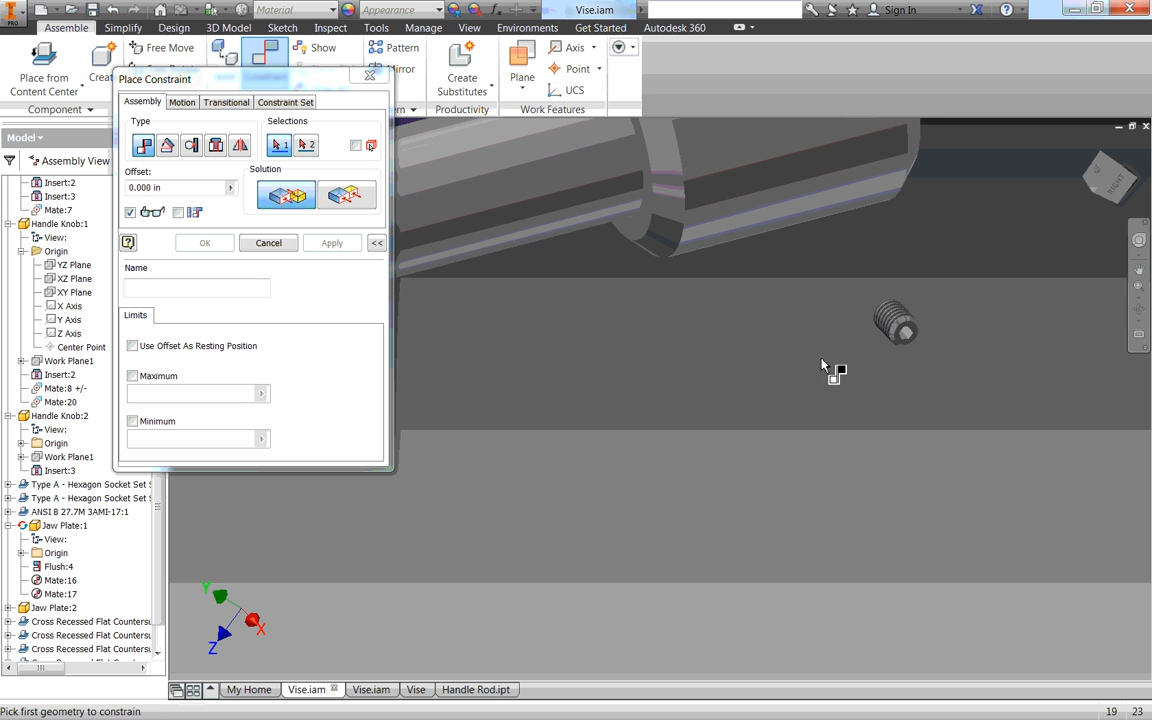 Material
Appearance
Vise.iam
Sign In
PRO
Assemble Simplify Design 3D Model Sketch Inspect Tools Manage View Environments Get Started Autodesk 360
Place from
Content Center
Free Move
Show
Pattern
Create
Substitutes
Plane
Axis
Point
UCS
Component
Productivity
Work Features
Place Constraint
Assembly Motion Transitional Constraint Set
Type
Selections
1
2
Offset:
Solution
0.000 in
OK
Cancel
Apply
<<
Name
Limits
Use Offset As Resting Position
Maximum
Minimum
Model
Assembly View
Insert:2
Insert:3
Mate:7
Handle Knob:1
View:
Origin
YZ Plane
XZ Plane
XY Plane
X Axis
Y Axis
Z Axis
Center Point
Work Plane1
Insert:2
Mate:8 +/-
Mate:20
Handle Knob:2
View:
Origin
Work Plane1
Insert:3
Type A - Hexagon Socket Set S
Type A - Hexagon Socket Set S
ANSI B 27.7M 3AMI-17:1
Jaw Plate:1
View:
Origin
Flush:4
Mate:16
Mate:17
Jaw Plate:2
Cross Recessed Flat Countersu
Cross Recessed Flat Countersu
Cross Recessed Flat Countersu
RIGHT
Y
X
Z
My Home Vise.iam Vise.iam Vise Handle Rod.ipt
Pick first geometry to constrain
19 23